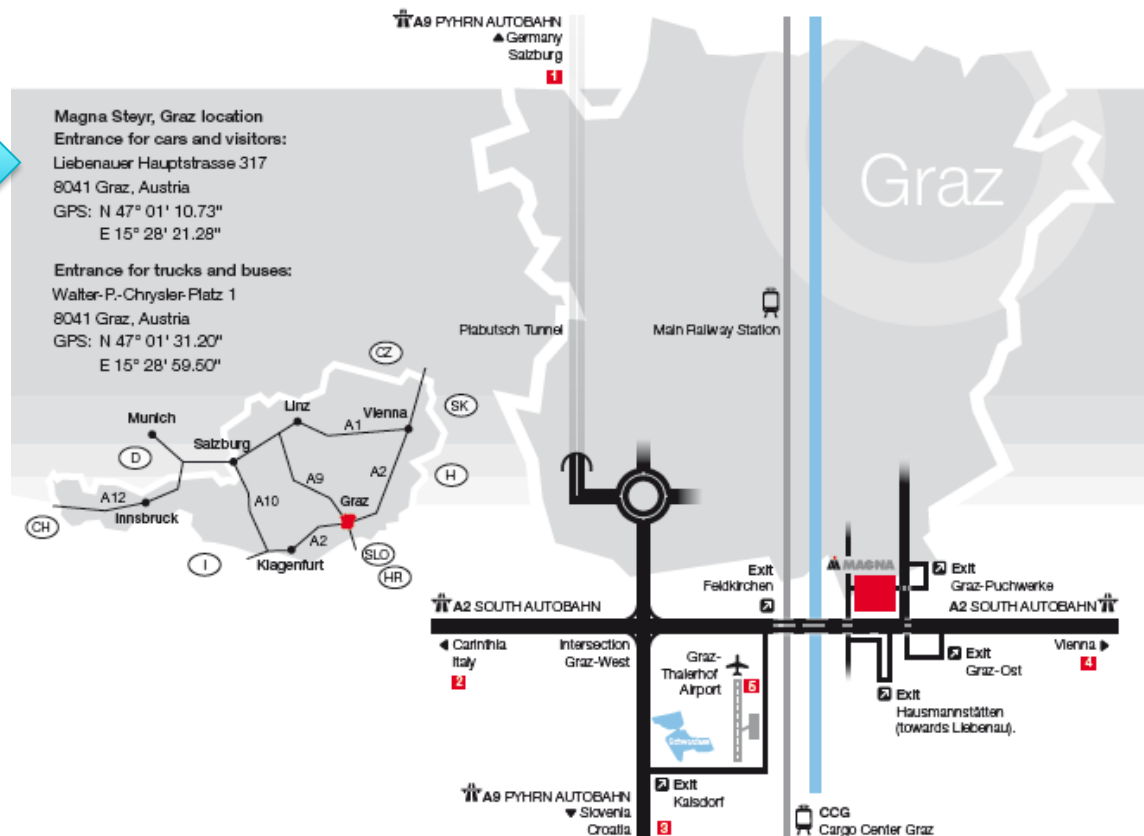 A9 PYHRN AUTOBAHN
Germany
Salzburg
1
Magna Steyr, Graz location
Entrance for cars and visitors:
Liebenauer Hauptstrasse 317
8041 Graz, Austria
GPS: N 47° 01' 10.73"
E 15° 28' 21.28"
Entrance for trucks and buses:
Walter-P.-Chrysler-Platz 1
8041 Graz, Austria
GPS: N 47° 01' 31.20"
E 15° 28' 59.50"
Graz
Plabutsch Tunnel
Main Railway Station
CZ
SK
Linz
Vienna
A1
Munich
Salzburg
D
H
A9
A2
A10
Graz
A12
Innsbruck
CH
A2
I
Klagenfurt
SLO
HR
MAGNA
Exit
Feldkirchen
Exit
Graz-Puchwerke
A2 SOUTH AUTOBAHN
A2 SOUTH AUTOBAHN
Carinthia
Italy
2
Intersection
Graz-West
Graz-
Thalerhof
Airport
5
Vienna
4
Exit
Graz-Ost
Exit
Hausmannstätten
(towards Liebenau).
Exit
Kalsdorf
A9 PYHRN AUTOBAHN
Slovenia
Croatia
3
CCG
Cargo Center Graz